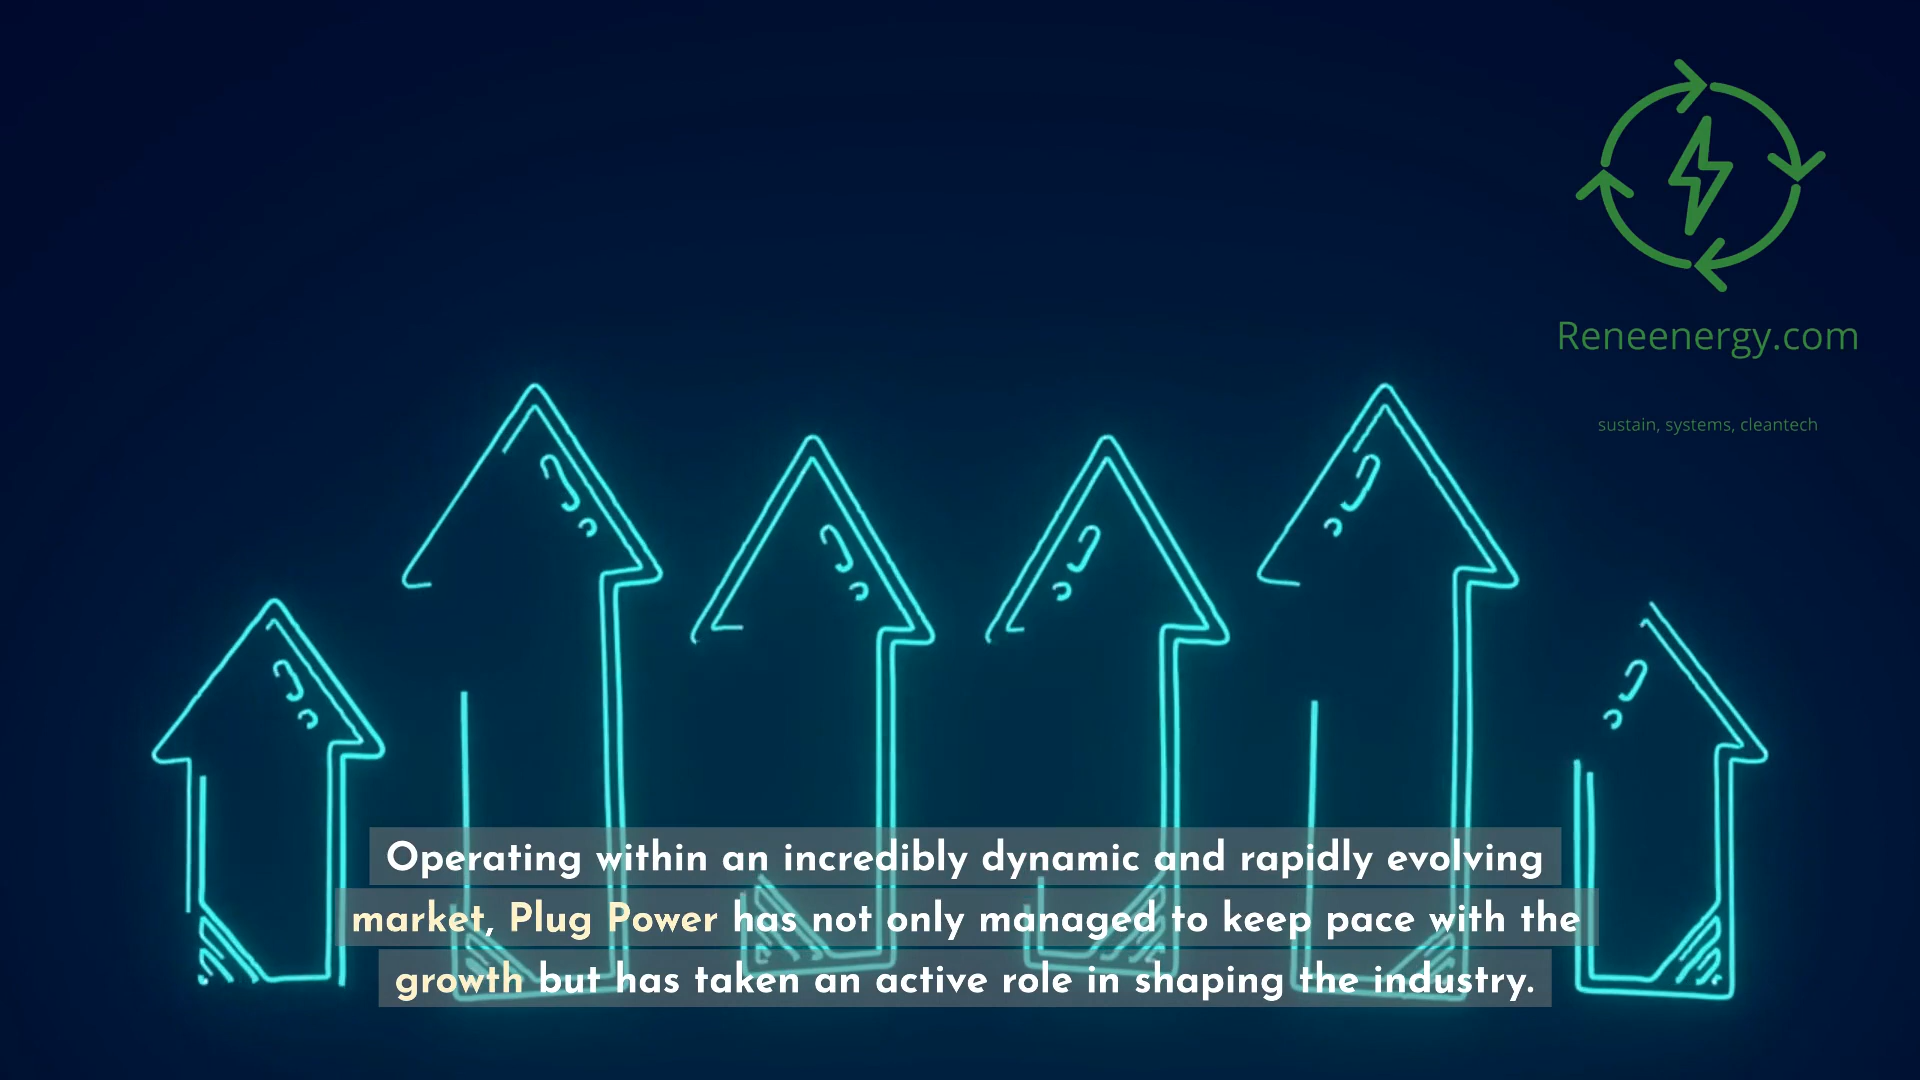 Reneenergy.com
sustain, systems, cleantech
Operating within an incredibly dynamic and rapidly evolving
market, Plug Power has not only managed to keep pace with the
growth but has taken an active role in shaping the industry.